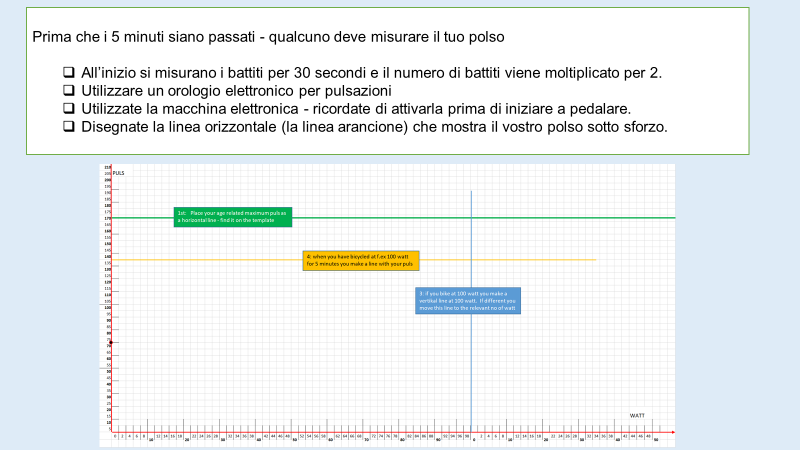 Prima che i 5 minuti siano passati - qualcuno deve misurare il tuo polso
❑ All'inizio si misurano i battiti per 30 secondi e il numero di battiti viene moltiplicato per 2.
❑ Utilizzare un orologio elettronico per pulsazioni
❑ Utilizzate la macchina elettronica - ricordate di attivarla prima di iniziare a pedalare.
❑ Disegnate la linea orizzontale (la linea arancione) che mostra il vostro polso sotto sforzo.
PULS
1st: Place your age related maximum puls as
a horizontal line - find it on the template
4: when you have bicycled at f.ex 100 watt
for 5 minutes you make a line with your puls
3: if you bike at 100 watt you make a
vertikal line at 100 watt. If different you
move this line to the relevant no of watt
WATT